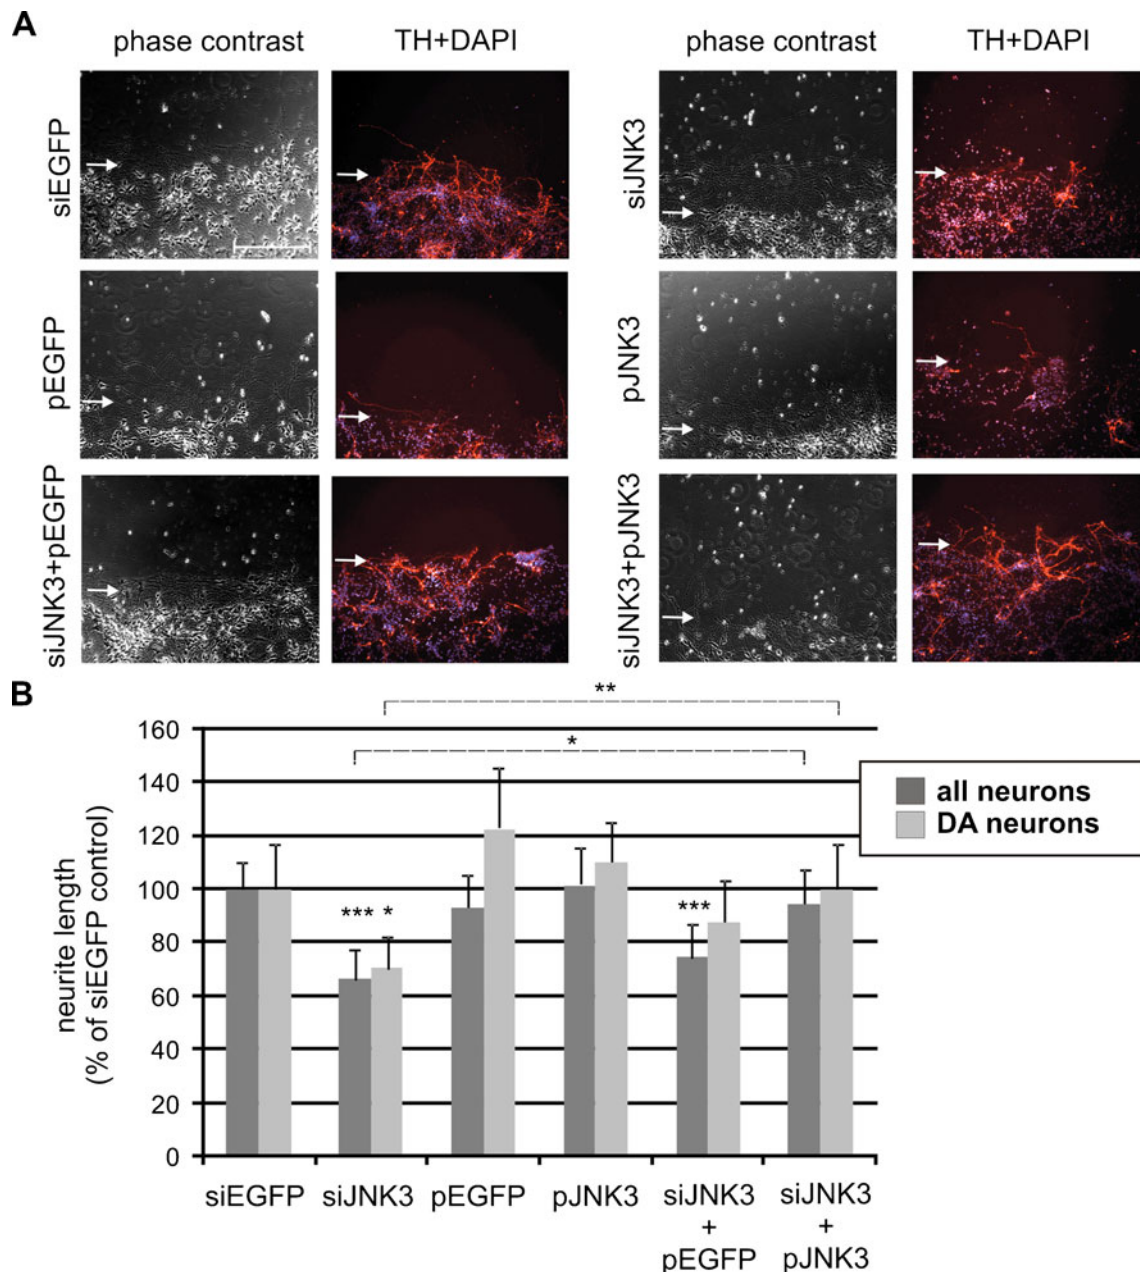 A
phase contrast
TH+DAPI
phase contrast
TH+DAPI
siEGFP
siJNK3
pEGFP
pJNK3
siJNK3+pEGFP
siJNK3+pJNK3
B
**
*
neurite length
(% of siEGFP control)
160
140
120
100
80
60
40
20
0
*** *
***
all neurons
DA neurons
siEGFP
siJNK3
pEGFP
pJNK3
siJNK3
+
pEGFP
siJNK3
+
pJNK3